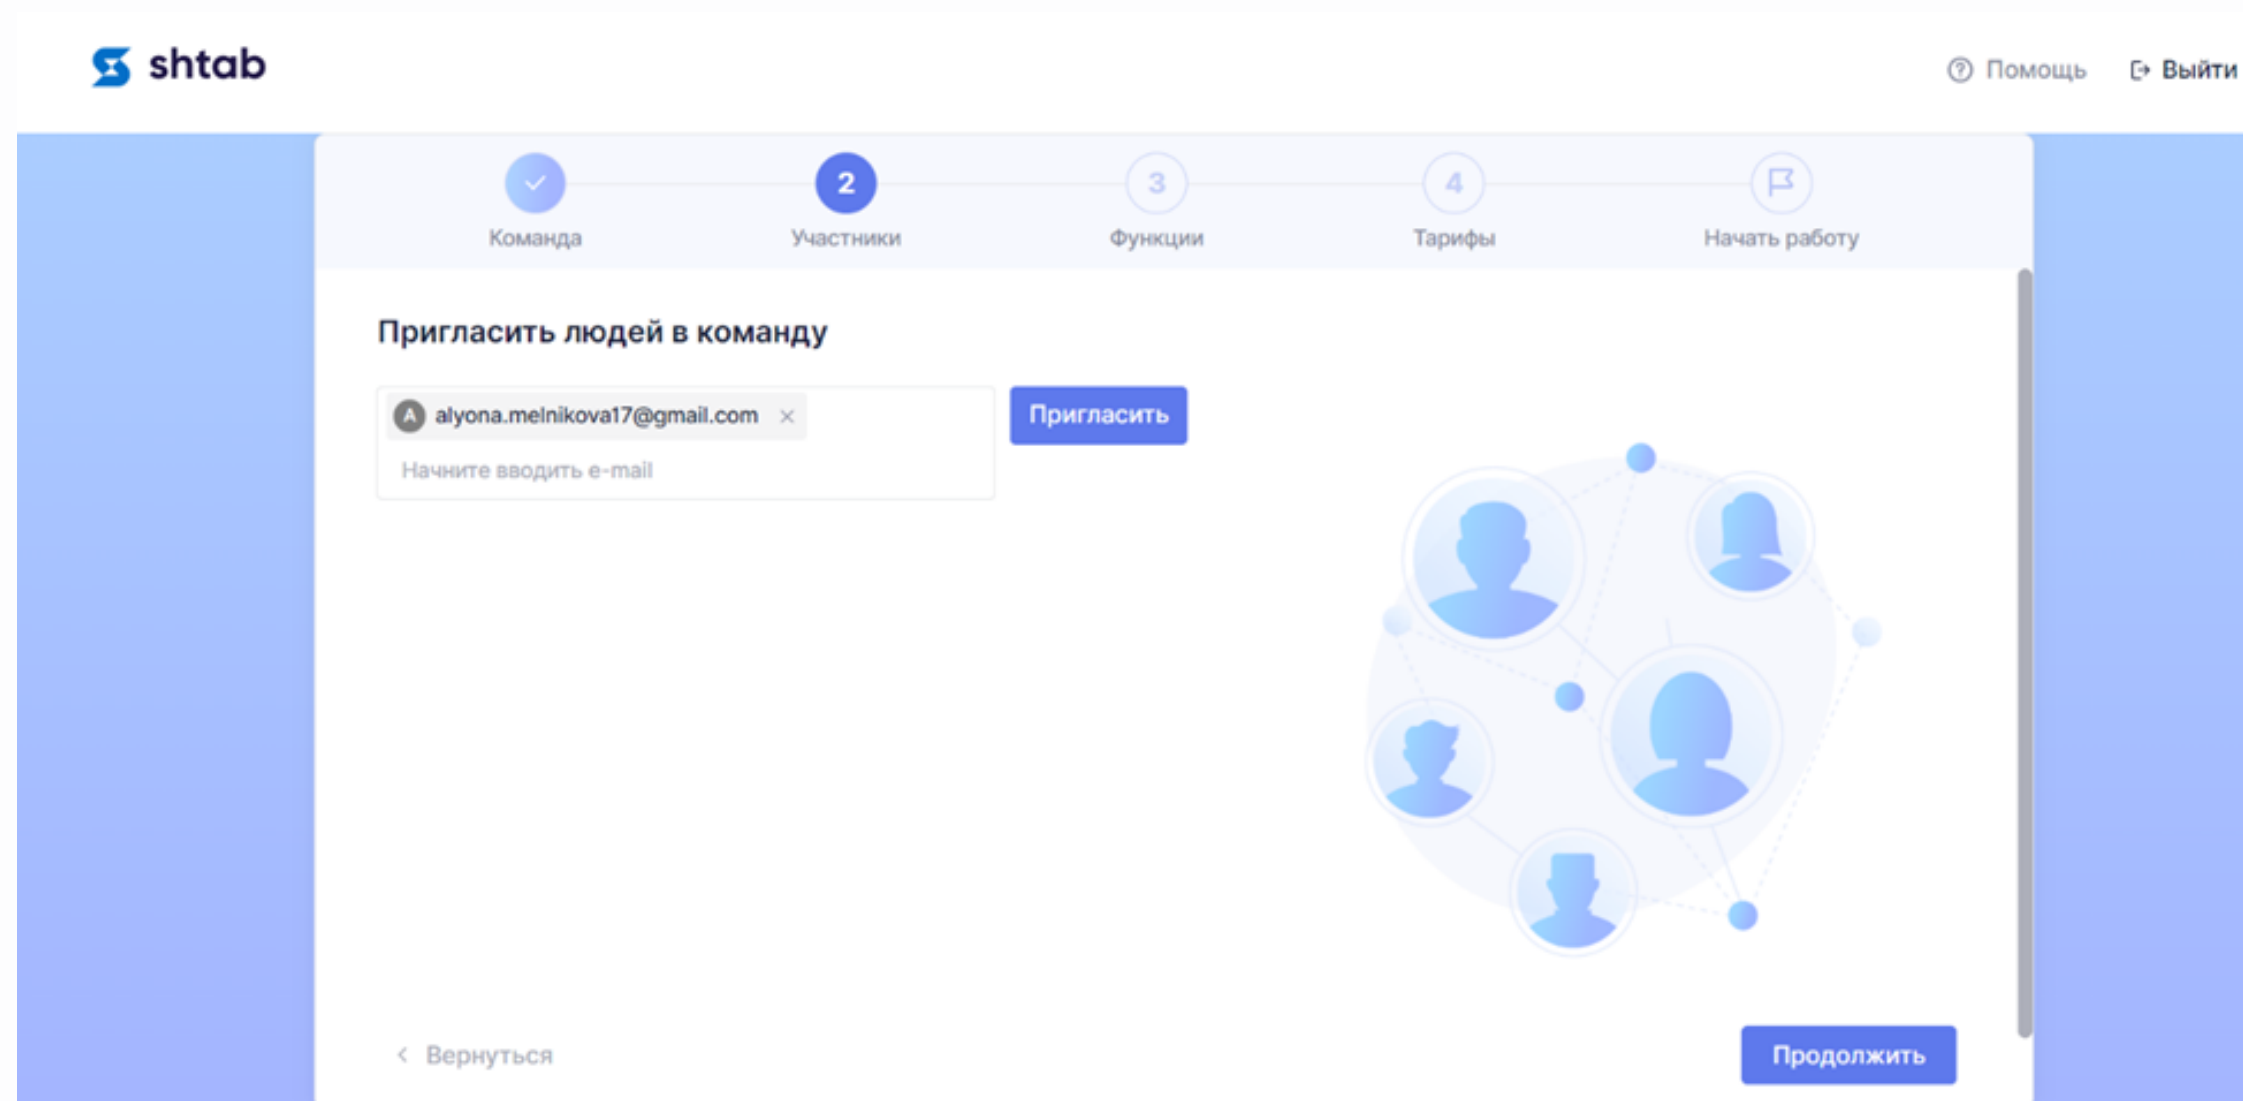 shtab
Помощь Выйти
2 3 4
Команда Участники Функции Тарифы Начать работу
Пригласить людей в команду
A alyona.melnikova17@gmail.com × Пригласить
Начните вводить e-mail
Вернуться Продолжить